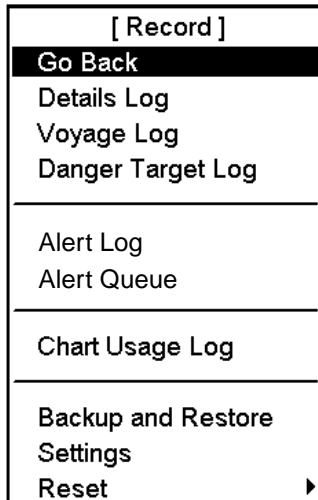 [ Record ]
Go Back
Details Log
Voyage Log
Danger Target Log
Alert Log
Alert Queue
Chart Usage Log
Backup and Restore
Settings
Reset